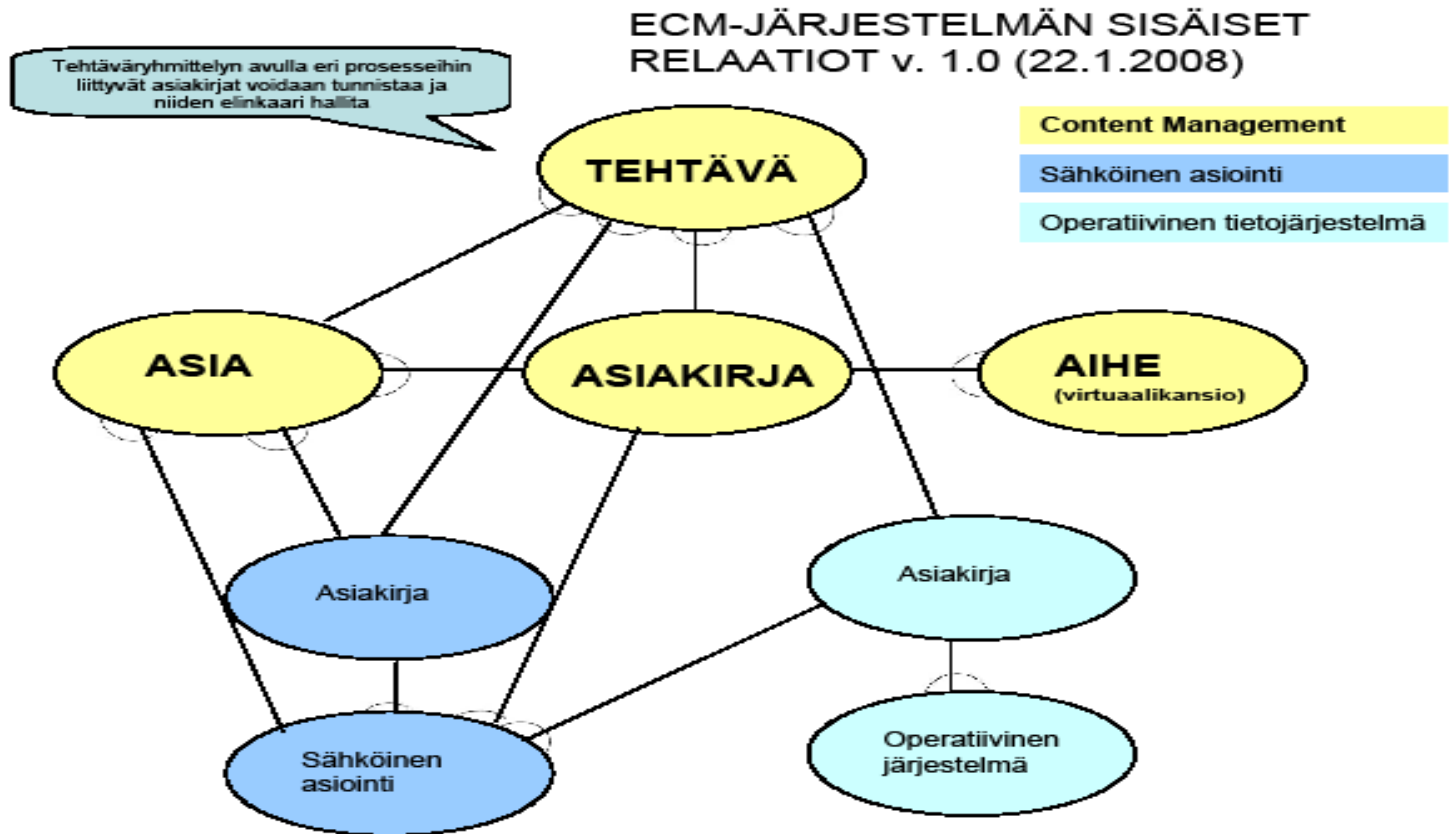 ECM-JÄRJESTELMÄN SISÄISET
RELAATIOT v. 1.0 (22.1.2008)
Tehtäväryhmittelyn avulla eri prosesseihin
liittyvät asiakirjat voidaan tunnistaa ja
niiden elinkaari hallita
Content Management
Sähköinen asiointi
Operatiivinen tietojärjestelmä
TEHTÄVÄ
ASIA
ASIAKIRJA
AIHE
(virtuaalikansio)
Asiakirja
Asiakirja
Sähköinen
asiointi
Operatiivinen
järjestelmä